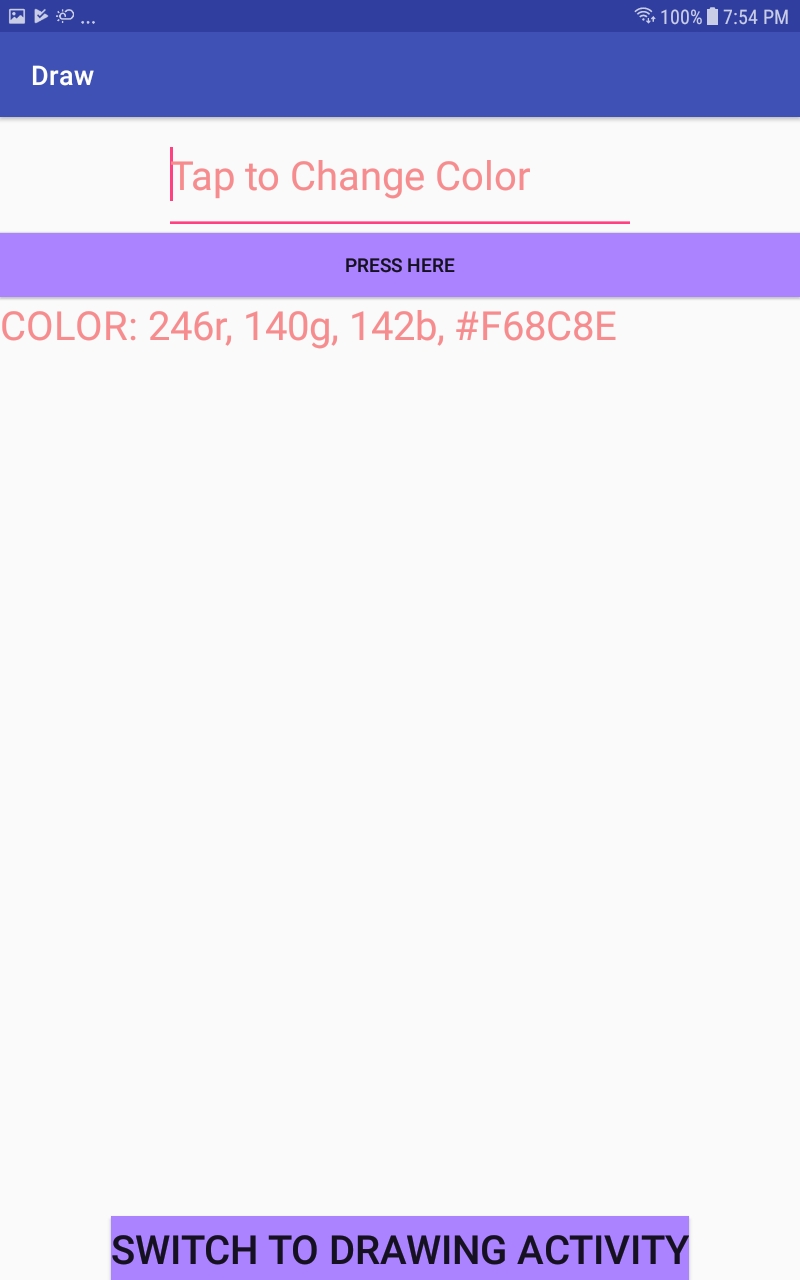 ... 100% 7:54 PM
Draw
Tap to Change Color
PRESS HERE
COLOR: 246r, 140g, 142b, #F68C8E
SWITCH TO DRAWING ACTIVITY